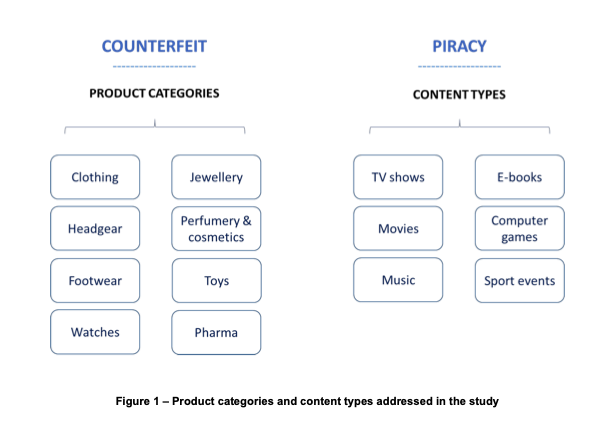 COUNTERFEIT
PRODUCT CATEGORIES
Clothing
Jewellery
Headgear
Perfumery &
cosmetics
Footwear
Toys
Watches
Pharma
PIRACY
CONTENT TYPES
TV shows
E-books
Movies
Computer
games
Music
Sport events
Figure 1 – Product categories and content types addressed in the study